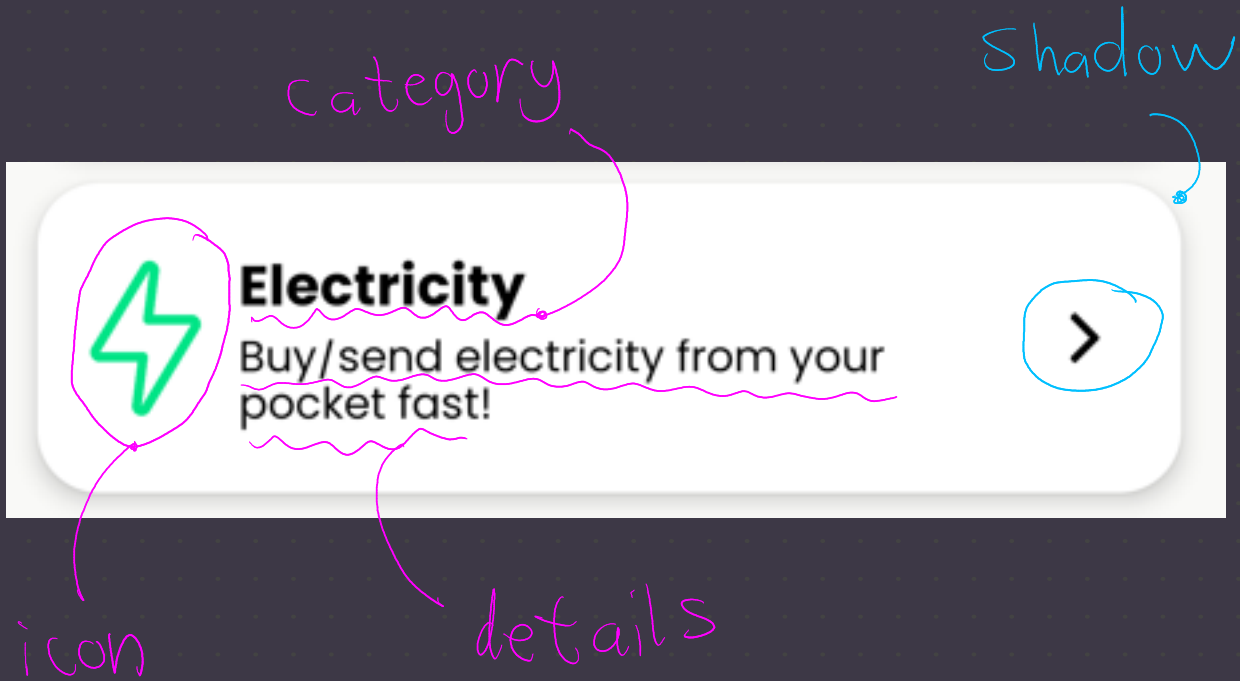 shadow
category
Electricity
Buy/send electricity from your
pocket fast!
icon
details